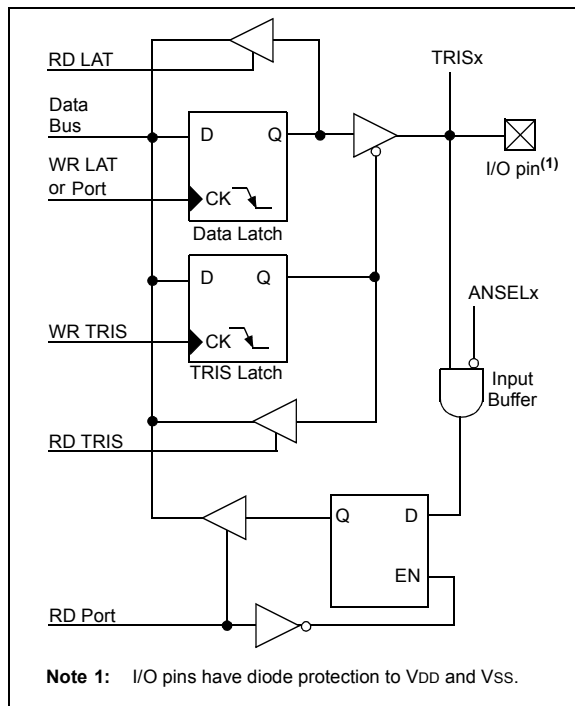 RD LAT
TRISx
Data
Bus
D Q
I/O pin(1)
WR LAT
or Port
CK
Data Latch
D Q
ANSELx
WR TRIS
CK
TRIS Latch
Input
Buffer
RD TRIS
Q D
EN
RD Port
Note 1: I/O pins have diode protection to VDD and VSS.